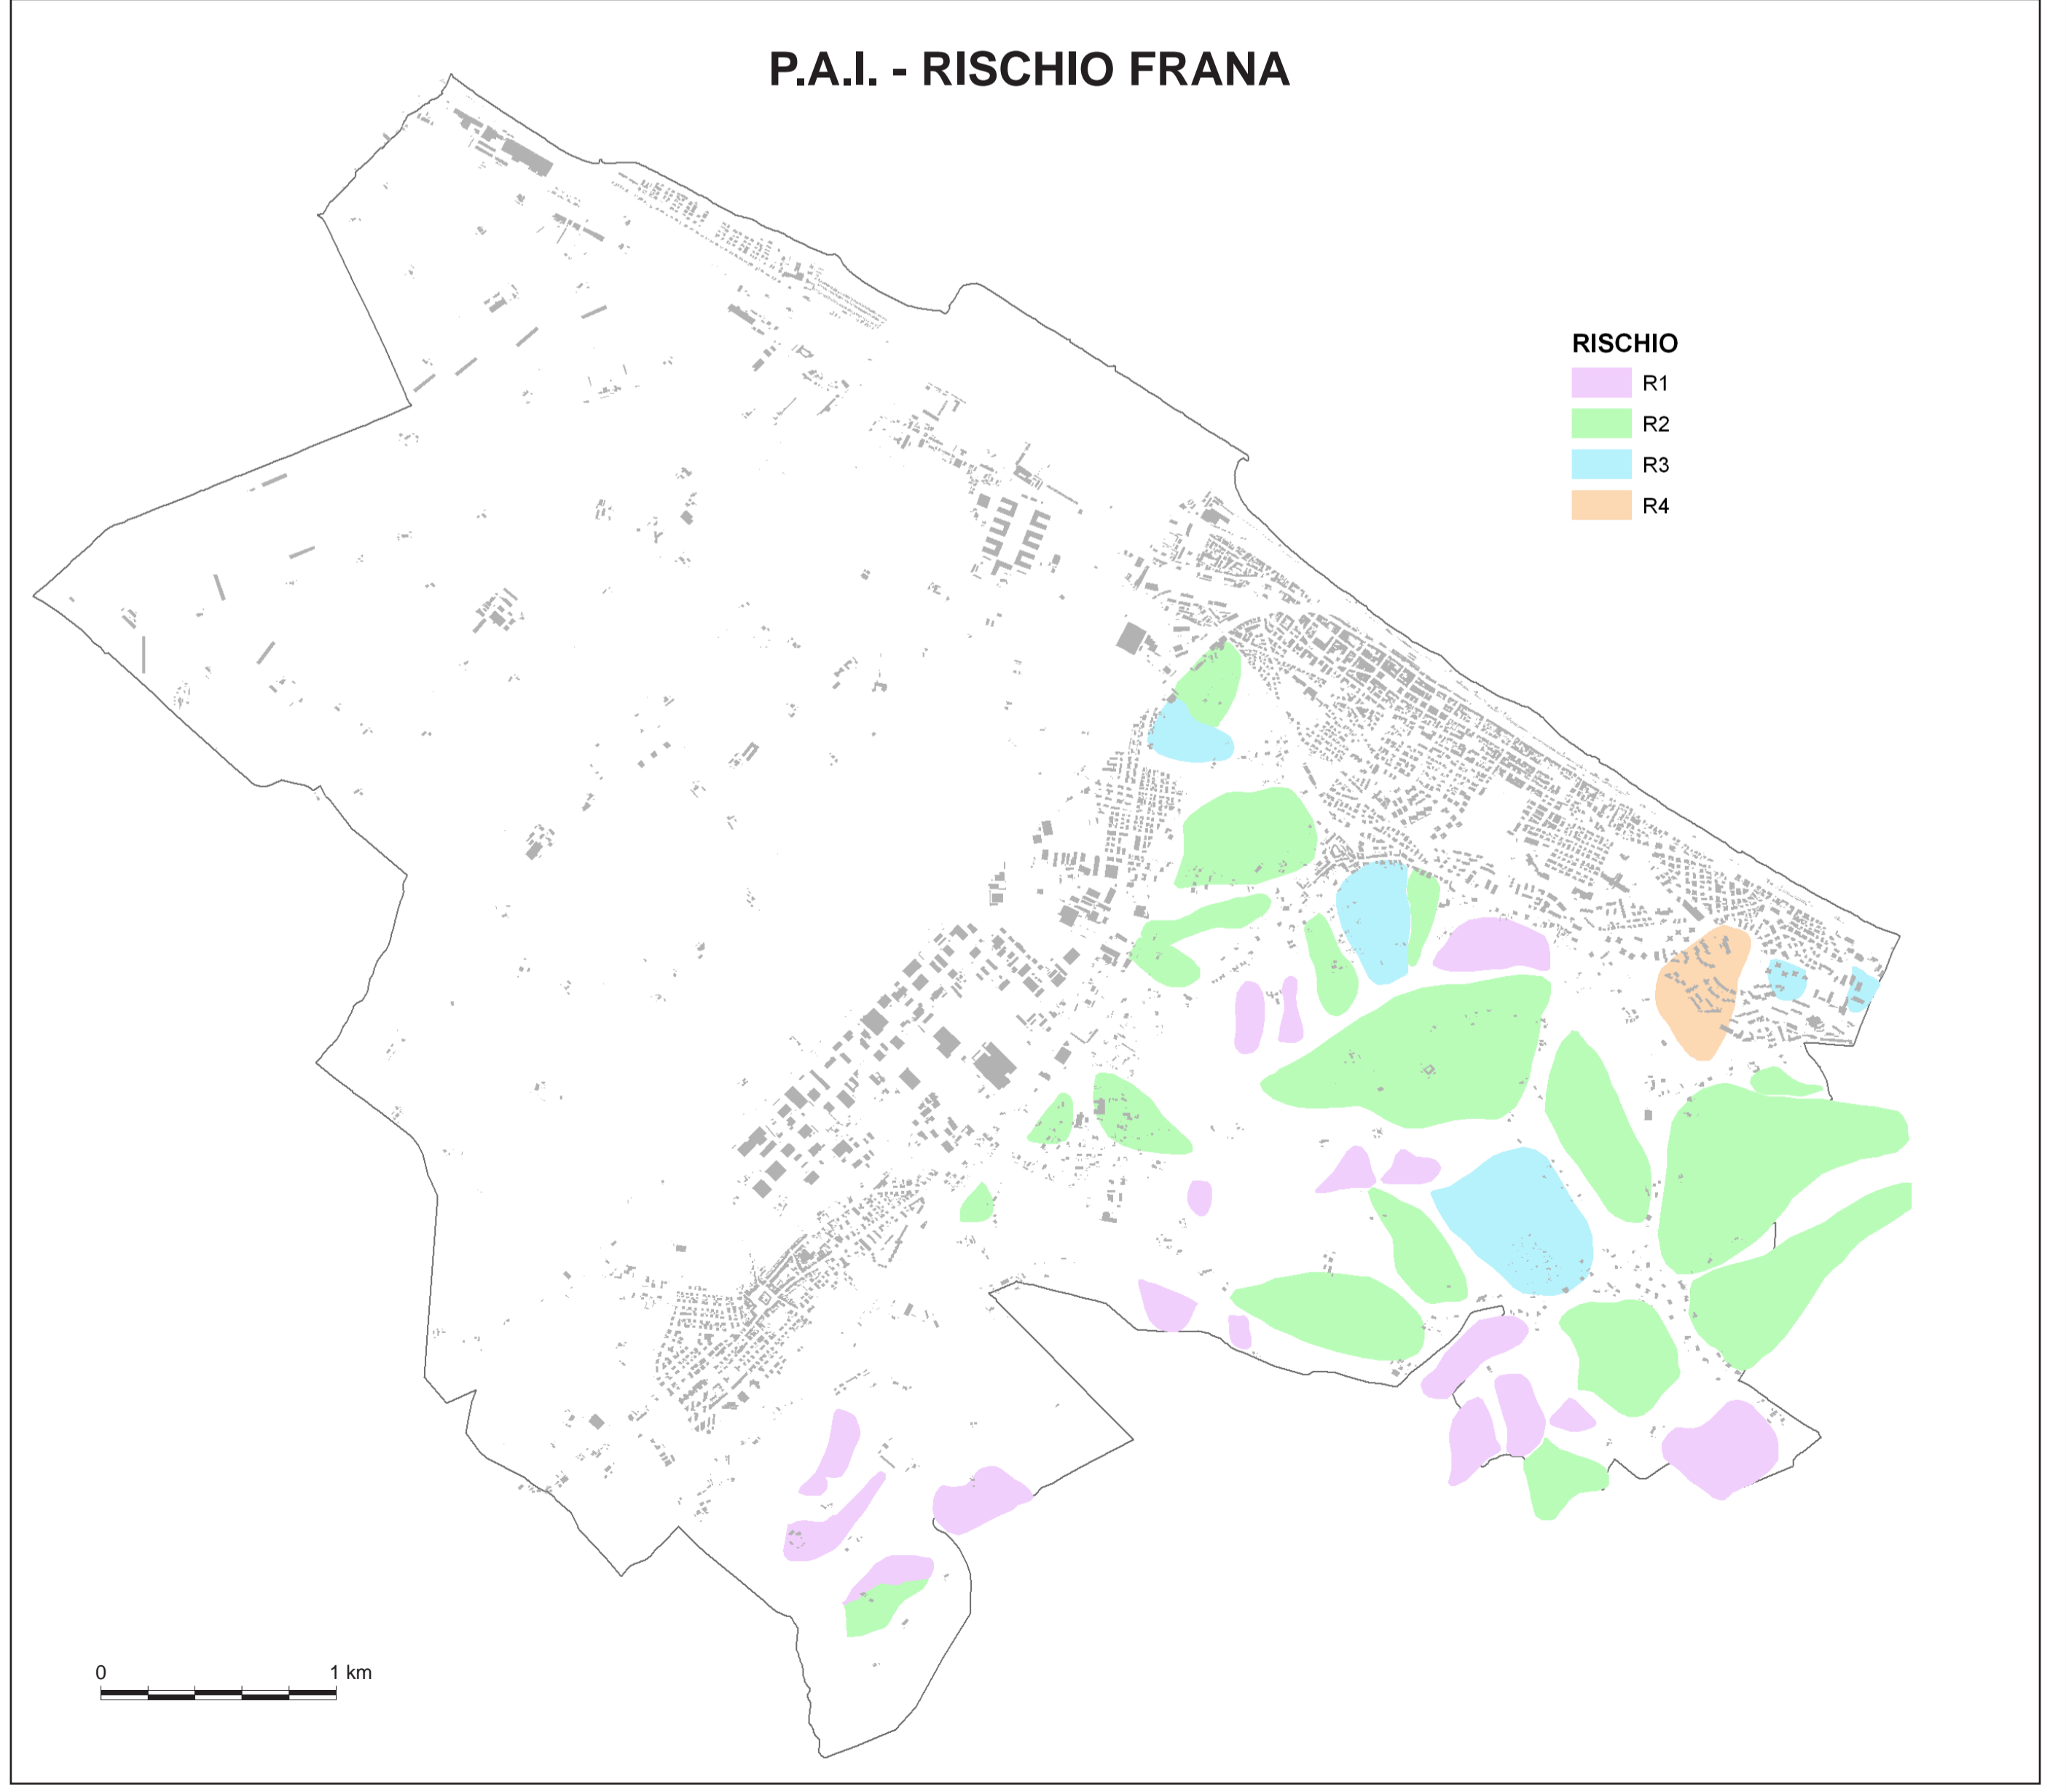 P.A.I. - RISCHIO FRANA
RISCHIO
R1
R2
R3
R4
0 1 km